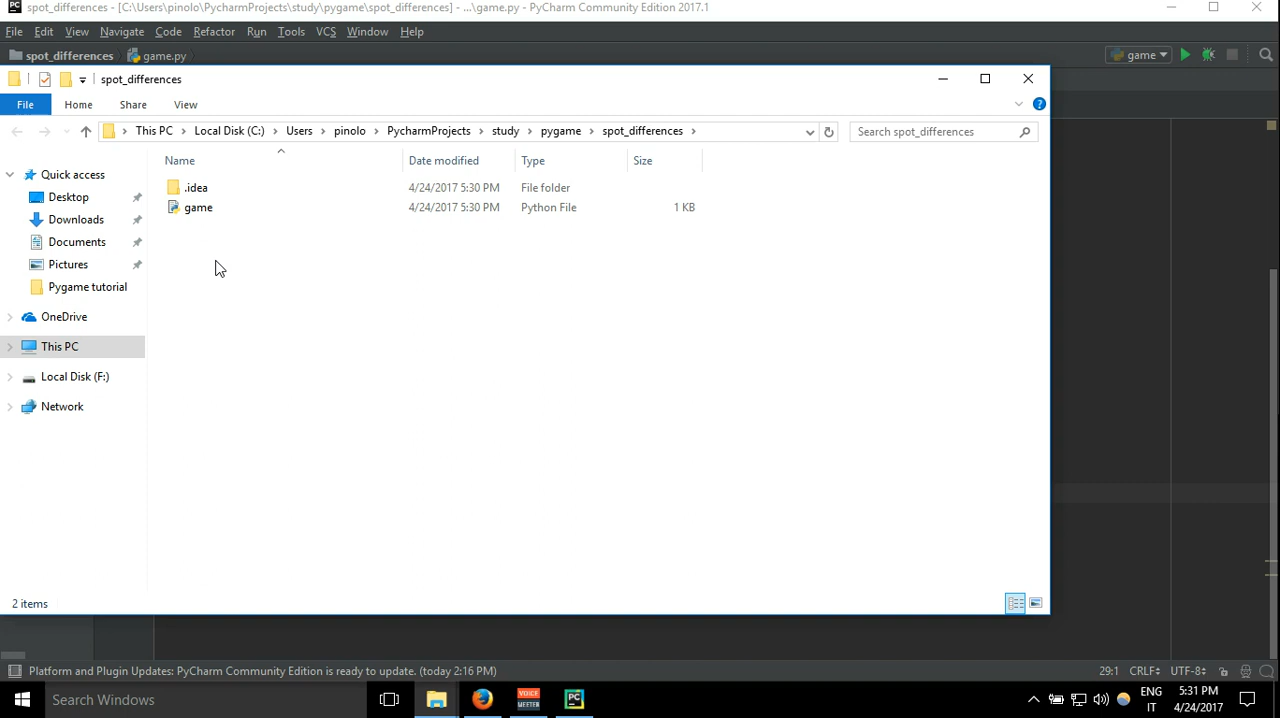 PC spot_differences - [C:\Users\pinolo\PycharmProjects\study\pygame\spot_differences] - ...\game.py - PyCharm Community Edition 2017.1
File Edit View Navigate Code Refactor Run Tools VCS Window Help
spot_differences game.py game
spot_differences
File Home Share View
This PC Local Disk (C:) Users pinolo PycharmProjects study pygame spot_differences Search spot_differences
Name Date modified Type Size
Quick access
Desktop
Downloads
Documents
Pictures
Pygame tutorial
OneDrive
This PC
Local Disk (F:)
Network
.idea 4/24/2017 5:30 PM File folder
game 4/24/2017 5:30 PM Python File 1 KB
2 items
Platform and Plugin Updates: PyCharm Community Edition is ready to update. (today 2:16 PM) 29:1 CRLF UTF-8
Search Windows
VOICE
MEETER
PC
ENG
IT
5:31 PM
4/24/2017